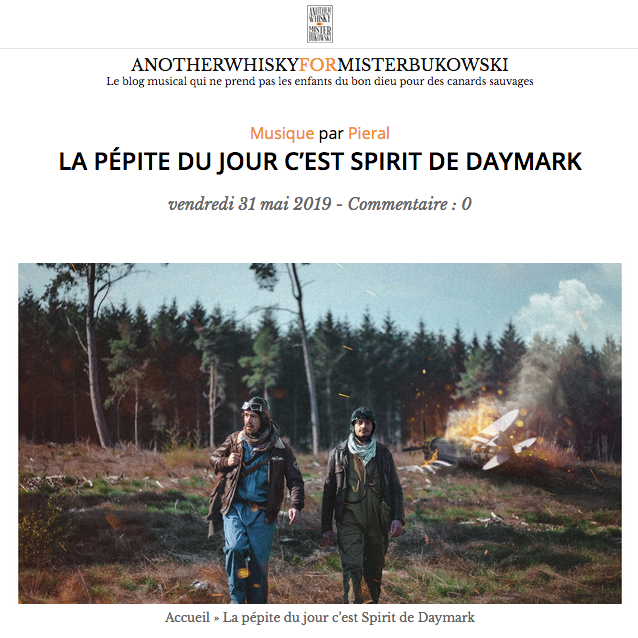 ANOTHER
WHISKY
FOR
MISTER
BUKOWSKI
ANOTHERWHISKYFORMISTERBUKOWSKI
Le blog musical qui ne prend pas les enfants du bon dieu pour des canards sauvages
Musique par Pieral
LA PÉPITE DU JOUR C’EST SPIRIT DE DAYMARK
vendredi 31 mai 2019 - Commentaire : 0
Accueil » La pépite du jour c’est Spirit de Daymark